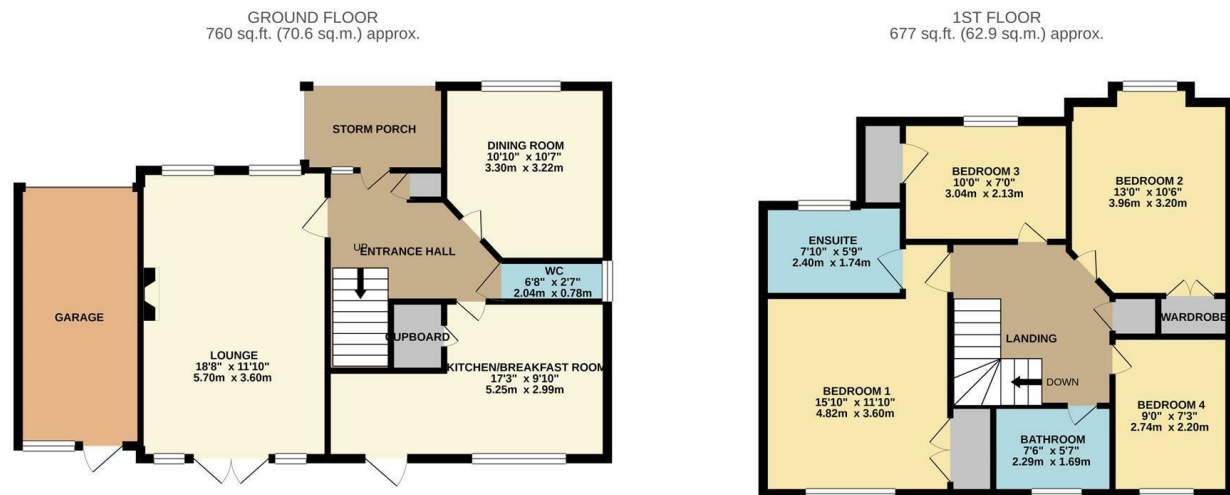 GROUND FLOOR
760 sq.ft. (70.6 sq.m.) approx.
STORM PORCH
DINING ROOM
10'10" x 10'7"
3.30m x 3.22m
UP
ENTRANCE HALL
WC
6'8" x 2'7"
2.04m x 0.78m
GARAGE
CUPBOARD
LOUNGE
18'8" x 11'10"
5.70m x 3.60m
KITCHEN/BREAKFAST ROOM
17'3" x 9'10"
5.25m x 2.99m
1ST FLOOR
677 sq.ft. (62.9 sq.m.) approx.
BEDROOM 3
10'0" x 7'0"
3.04m x 2.13m
BEDROOM 2
13'0" x 10'6"
3.96m x 3.20m
ENSUITE
7'10" x 5'9"
2.40m x 1.74m
WARDROBE
LANDING
BEDROOM 1
15'10" x 11'10"
4.82m x 3.60m
DOWN
BEDROOM 4
9'0" x 7'3"
2.74m x 2.20m
BATHROOM
7'6" x 5'7"
2.29m x 1.69m